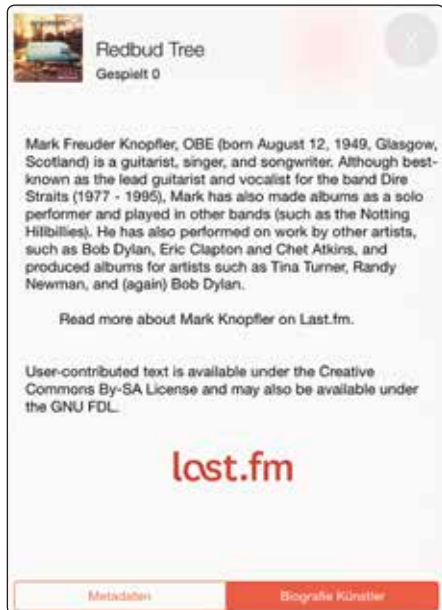 Redbud Tree
Gespielt 0
X
Mark Freuder Knopfler, OBE (born August 12, 1949, Glasgow,
Scotland) is a guitarist, singer, and songwriter. Although best-
known as the lead guitarist and vocalist for the band Dire
Straits (1977 - 1995), Mark has also made albums as a solo
performer and played in other bands (such as the Notting
Hillbillies). He has also performed on work by other artists,
such as Bob Dylan, Eric Clapton and Chet Atkins, and
produced albums for artists such as Tina Turner, Randy
Newman, and (again) Bob Dylan.
Read more about Mark Knopfler on Last.fm.
User-contributed text is available under the Creative
Commons By-SA License and may also be available under
the GNU FDL.
last.fm
Metadaten
Biografie Künstler